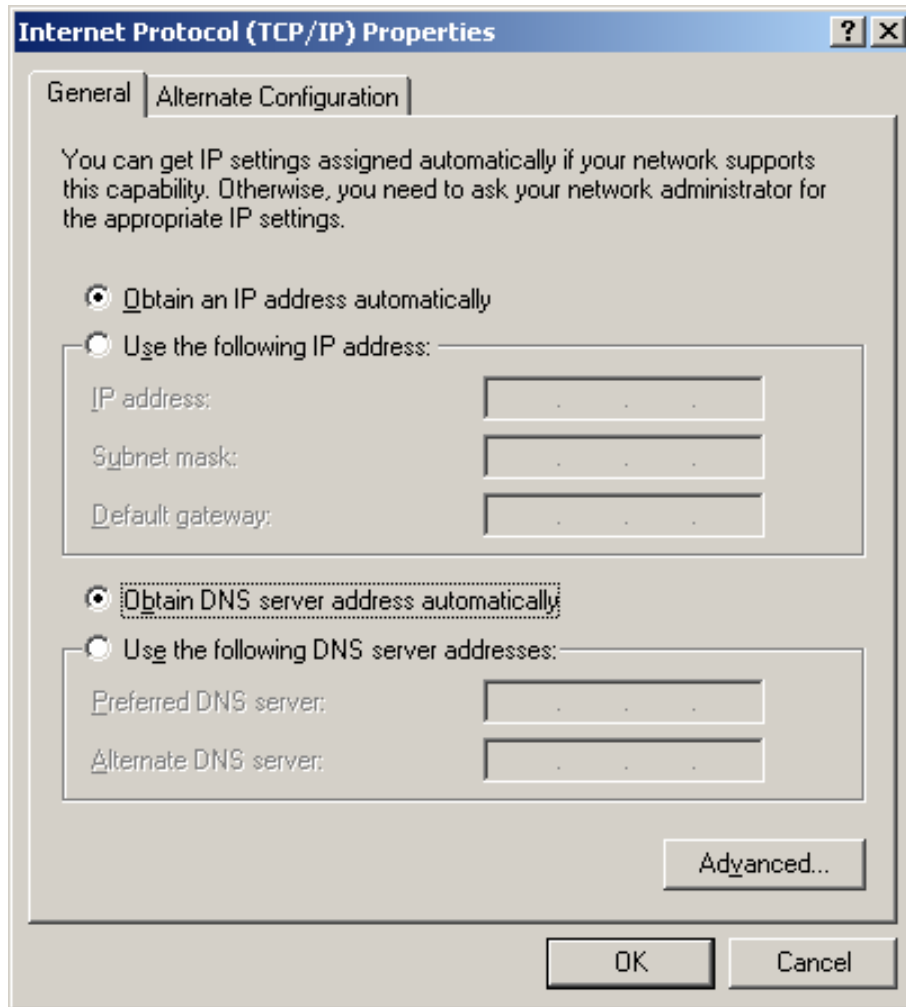 Internet Protocol (TCP/IP) Properties
General
Alternate Configuration
You can get IP settings assigned automatically if your network supports
this capability. Otherwise, you need to ask your network administrator for
the appropriate IP settings.
Obtain an IP address automatically
Use the following IP address:
IP address:
Subnet mask:
Default gateway:
Obtain DNS server address automatically
Use the following DNS server addresses:
Preferred DNS server:
Alternate DNS server:
Advanced...
OK
Cancel